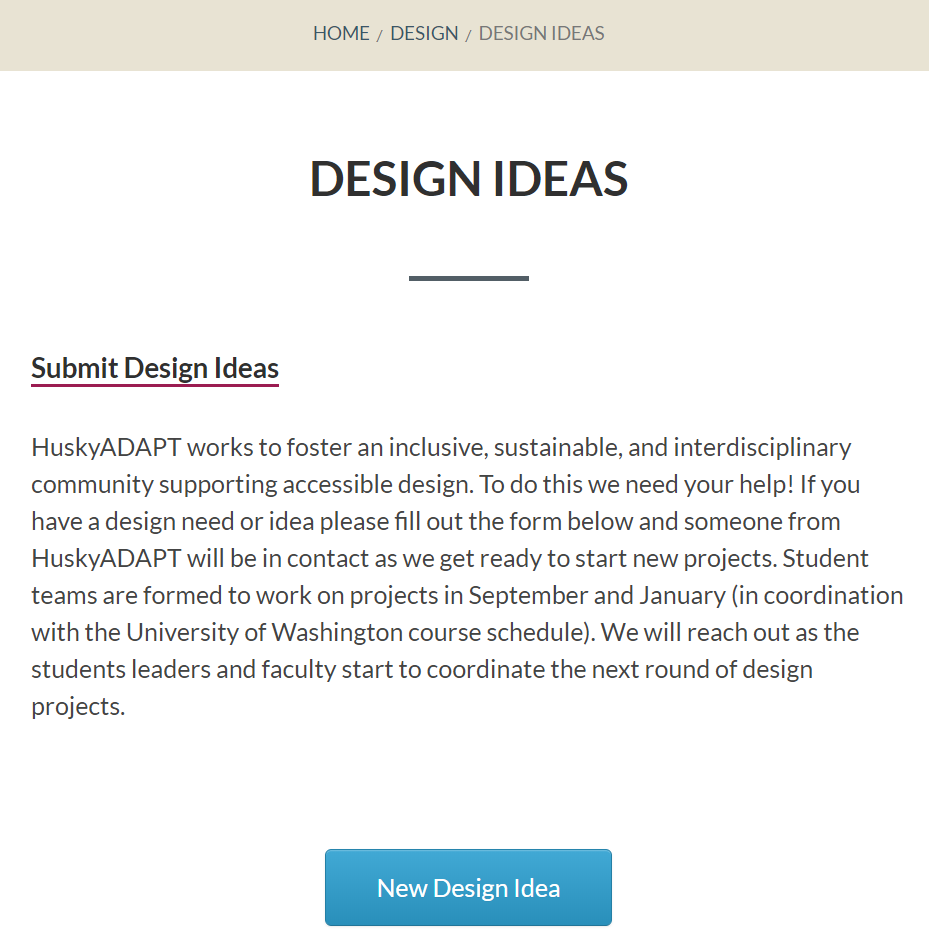 HOME / DESIGN / DESIGN IDEAS
DESIGN IDEAS
Submit Design Ideas
HuskyADAPT works to foster an inclusive, sustainable, and interdisciplinary
community supporting accessible design. To do this we need your help! If you
have a design need or idea please fill out the form below and someone from
HuskyADAPT will be in contact as we get ready to start new projects. Student
teams are formed to work on projects in September and January (in coordination
with the University of Washington course schedule). We will reach out as the
students leaders and faculty start to coordinate the next round of design
projects.
New Design Idea